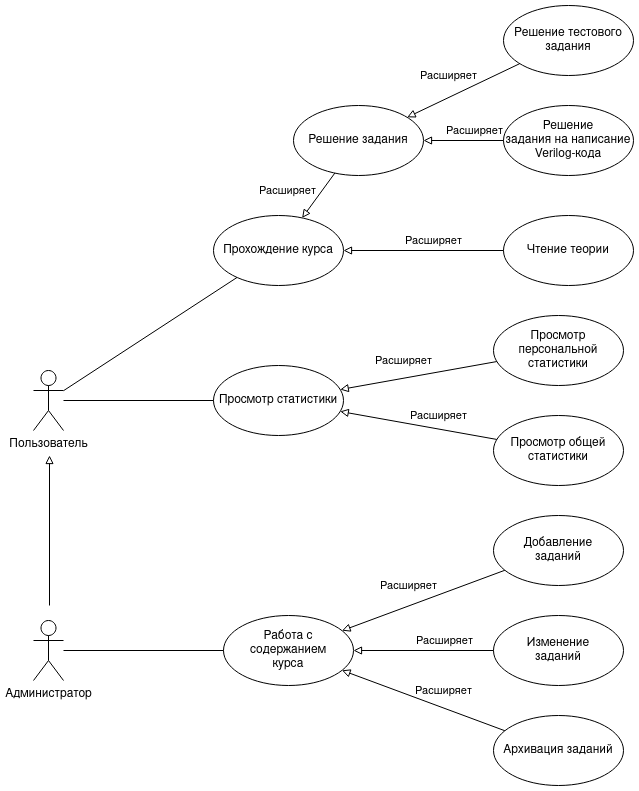 Решение тестового
задания
Расширяет
Решение задания
Расширяет
Решение
задания на написание
Verilog-кода
Расширяет
Прохождение курса
Расширяет
Чтение теории
Просмотр
персональной
статистики
Расширяет
Просмотр статистики
Расширяет
Просмотр общей
статистики
Пользователь
Добавление
заданий
Расширяет
Работа с
содержанием
курса
Расширяет
Изменение
заданий
Администратор
Расширяет
Архивация заданий